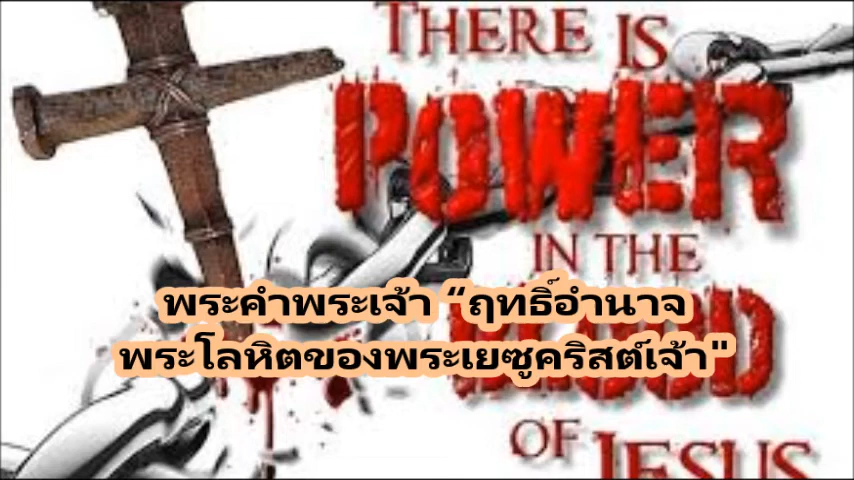 THERE IS
POWER
IN THE
พระคำพระเจ้า “ฤทธิ์อำนาจ
พระโลหิตของพระเยซูคริสต์เจ้า"
BLOOD
OF JESUS